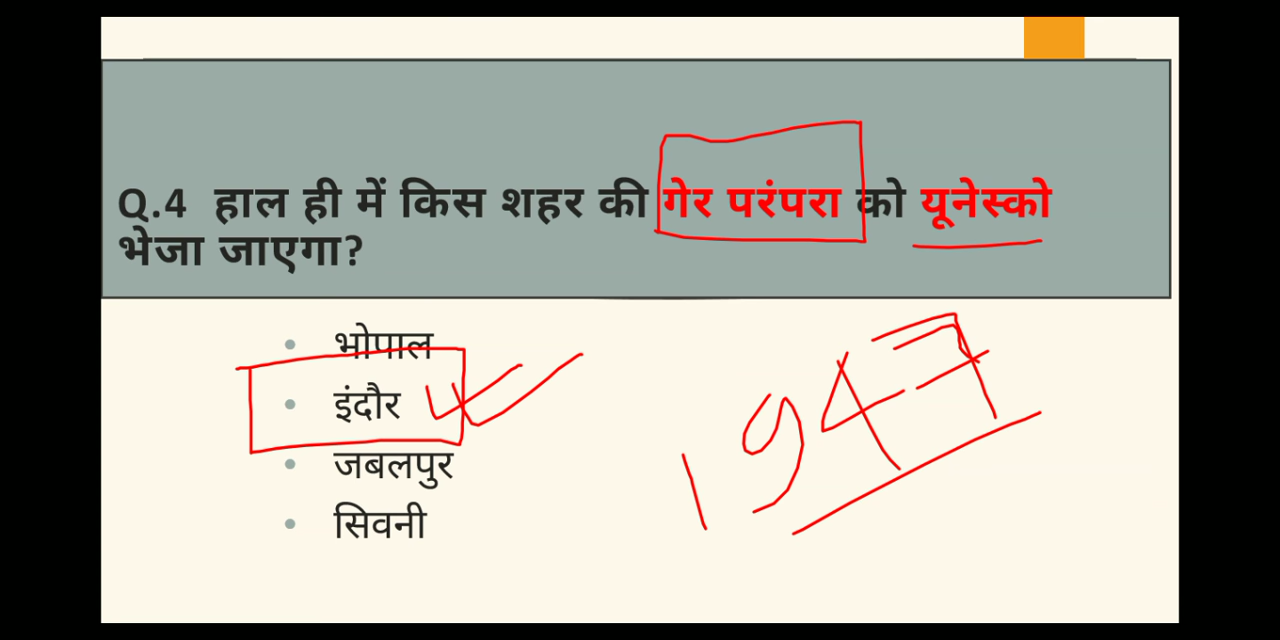 Q.4 हाल ही में किस शहर की गेर परंपरा को यूनेस्को
भेजा जाएगा?
भोपाल
इंदौर
जबलपुर
सिवनी
1947